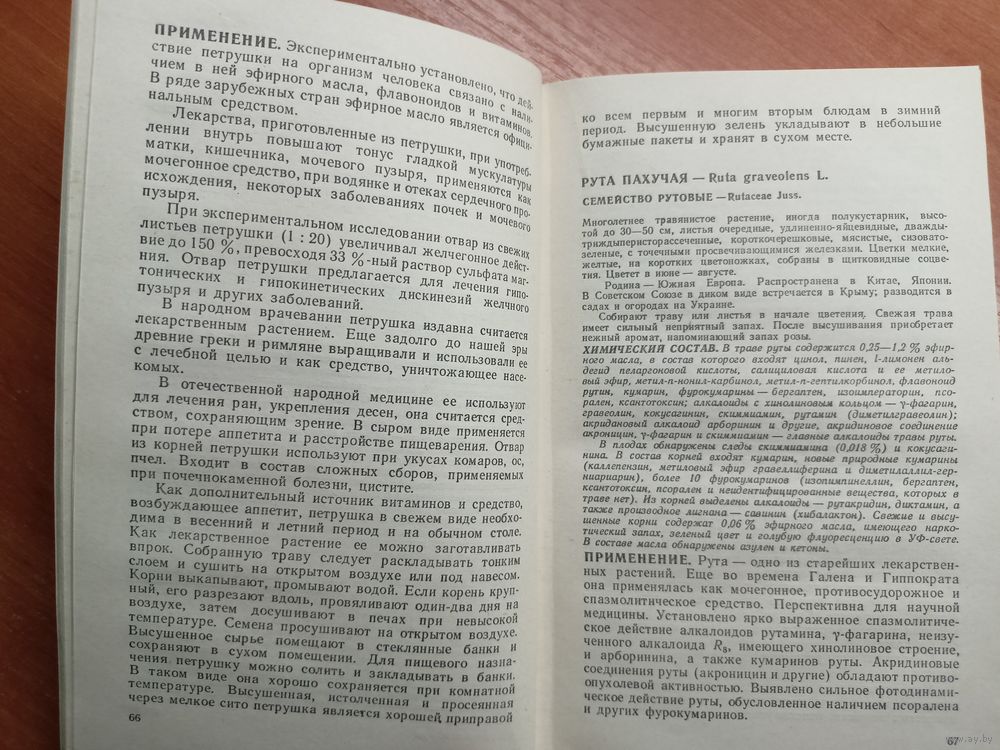 ПРИМЕНЕНИЕ. Экспериментально установлено, что дей-
ствие петрушки на организм человека связано с нали-
чием в ней эфирного масла, флавоноидов и витаминов.
В ряде зарубежных стран эфирное масло является офици-
нальным средством.
Лекарства, приготовленные из петрушки, при употреб-
лении внутрь повышают тонус гладкой мускулатуры
матки, кишечника, мочевого пузыря, применяются как
мочегонное средство, при водянке и отеках сердечного про-
исхождения, некоторых заболеваниях почек и мочевого
пузыря.
При экспериментальном исследовании отвар из свежих
листьев петрушки (1 : 20) увеличивал желчегонное дейст-
вие до 150 %, превосходя 33 %-ный раствор сульфата маг-
ния. Отвар петрушки предлагается для лечения гипо-
тонических и гипокинетических дискинезий желчного
пузыря и других заболеваний.
В народном врачевании петрушка издавна считается
лекарственным растением. Еще задолго до нашей эры
древние греки и римляне выращивали и использовали ее
с лечебной целью и как средство, уничтожающее насе-
комых.
В отечественной народной медицине ее используют
для лечения ран, укрепления десен, она считается сред-
ством, сохраняющим зрение. В сыром виде применяется
при потере аппетита и расстройстве пищеварения. Отвар
из корней петрушки используют при укусах комаров, ос,
пчел. Входит в состав сложных сборов, применяемых
при почечнокаменной болезни, цистите.
Как дополнительный источник витаминов и средство,
возбуждающее аппетит, петрушка в свежем виде необхо-
дима в весенний и летний период и на обычном столе.
Как лекарственное растение ее можно заготавливать
впрок. Собранную траву следует раскладывать тонким
слоем и сушить на открытом воздухе или под навесом.
Корни выкапывают, промывают водой. Если корень круп-
ный, его разрезают вдоль, провяливают один-два дня на
воздухе, затем досушивают в печах при невысокой
температуре. Семена просушивают на открытом воздухе.
Высушенное сырье помещают в стеклянные банки и
сохраняют в сухом помещении. Для пищевого назна-
чения петрушку можно солить и закладывать в банки.
В таком виде она хорошо сохраняется при комнатной
температуре. Высушенная, истолченная и просеянная
через мелкое сито петрушка является хорошей приправой
66
ко всем первым и многим вторым блюдам в зимний
период. Высушенную зелень укладывают в небольшие
бумажные пакеты и хранят в сухом месте.
РУТА ПАХУЧАЯ — Ruta graveolens L.
СЕМЕЙСТВО РУТОВЫЕ — Rutaceae Juss.
Многолетнее травянистое растение, иногда полукустарник, высо-
той до 30—50 см, листья очередные, удлиненно-яйцевидные, дважды-
триждыперисторассеченные, короткочерешковые, мясистые, сизовато-
зеленые, с точечными просвечивающимися железками. Цветки мелкие,
желтые, на коротких цветоножках, собраны в щитковидные соцве-
тия. Цветет в июне — августе.
Родина — Южная Европа. Распространена в Китае, Японии.
В Советском Союзе в диком виде встречается в Крыму; разводится в
садах и огородах на Украине.
Собирают траву или листья в начале цветения. Свежая трава
имеет сильный неприятный запах. После высушивания приобретает
нежный аромат, напоминающий запах розы.
ХИМИЧЕСКИЙ СОСТАВ. В траве руты содержится 0,25—1,2 % эфир-
ного масла, в состав которого входят цинол, пинен, l-лимонен аль-
дегид пеларгоновой кислоты, салициловая кислота и ее метило-
вый эфир, метил-n-нонил-карбинол, метил-n-гептилкорбинол, флавоноид
рутин, кумарин, фурокумарины — бергаптен, изоимператорин, псо-
рален, ксантотоксин; алкалоиды с хинолиновым кольцом — γ-фагарин,
гравеолин, кокусагинин, скиммианин, рутамин (диметилгравеолин);
акридановый алкалоид арборинин и другие, акридиновое соединение
акроницин, γ-фагарин и скиммианин — главные алкалоиды травы руты.
В плодах обнаружены следы скиммианина (0,018 %) и кокусаги-
нина. В состав корней входят кумарин, новые природные кумарины
(каллепензин, метиловый эфир гравеллиферина и диметилаллил-гер-
ниариарин), более 10 фурокумаринов (изопимпинеллин, бергаптен,
ксантотоксин, псорален и неидентифицированные вещества, которых в
траве нет). Из корней выделены алкалоиды — рутакридин, диктамин, а
также производное лигнана — савинин (хибалактон). Свежие и высу-
шенные корни содержат 0,06 % эфирного масла, имеющего нарко-
тический запах, зеленый цвет и голубую флуоресценцию в УФ-свете.
В составе масла обнаружены азулен и кетоны.
ПРИМЕНЕНИЕ. Рута — одно из старейших лекарствен-
ных растений. Еще во времена Галена и Гиппократа
она применялась как мочегонное, противосудорожное и
спазмолитическое средство. Перспективна для научной
медицины. Установлено ярко выраженное спазмолитиче-
ское действие алкалоидов рутамина, γ-фагарина, неизу-
ченного алкалоида R₈, имеющего хинолиновое строение,
и арборинина, а также кумаринов руты. Акридиновые
соединения руты (акроницин и другие) обладают противо-
опухолевой активностью. Выявлено сильное фотодинами-
ческое действие руты, обусловленное наличием псоралена
и других фурокумаринов.
67
www.ay.by